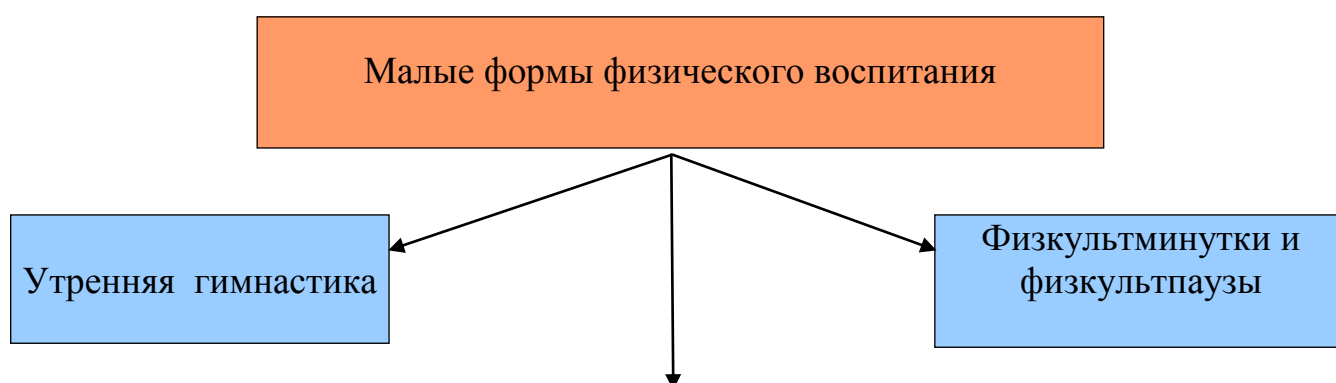 Малые формы физического воспитания
Утренняя гимнастика
Физкультминутки и
физкультпаузы